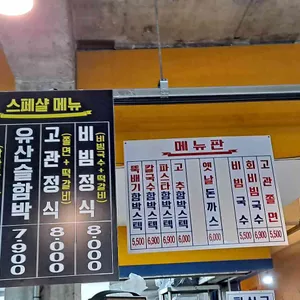 스페샬 메뉴
비빔정식
(비빔국수+떡갈비)
8,000
고관정식
(쫄면+떡갈비)
8,000
유산슬함박
7,900
메뉴판
고관쫄면
5,500
회비빔국수
6,900
비빔국수
5,500
옛날돈까스
6,000
고추함박스텍
6,900
파스타함박스텍
6,900
칼국수함박스텍
6,900
뚝배기함박스텍
5,500